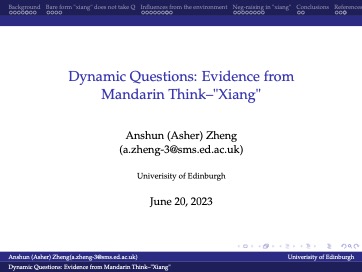 Background Bare form "xiang" does not take Q Influences from the environment Neg-raising in "xiang" Conclusions References
Dynamic Questions: Evidence from
Mandarin Think–"Xiang"
Anshun (Asher) Zheng
(a.zheng-3@sms.ed.ac.uk)
Univerisity of Edinburgh
June 20, 2023
Anshun (Asher) Zheng(a.zheng-3@sms.ed.ac.uk) Univerisity of Edinburgh
Dynamic Questions: Evidence from Mandarin Think–"Xiang"